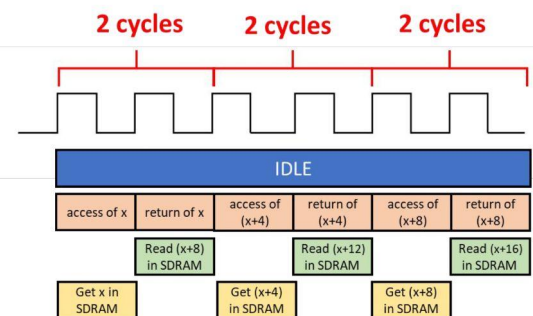 2 cycles 2 cycles 2 cycles
IDLE
access of x
return of x
access of
(x+4)
return of
(x+4)
access of
(x+8)
return of
(x+8)
Read (x+8)
in SDRAM
Read (x+12)
in SDRAM
Read (x+16)
in SDRAM
Get x in
SDRAM
Get (x+4)
in SDRAM
Get (x+8)
in SDRAM